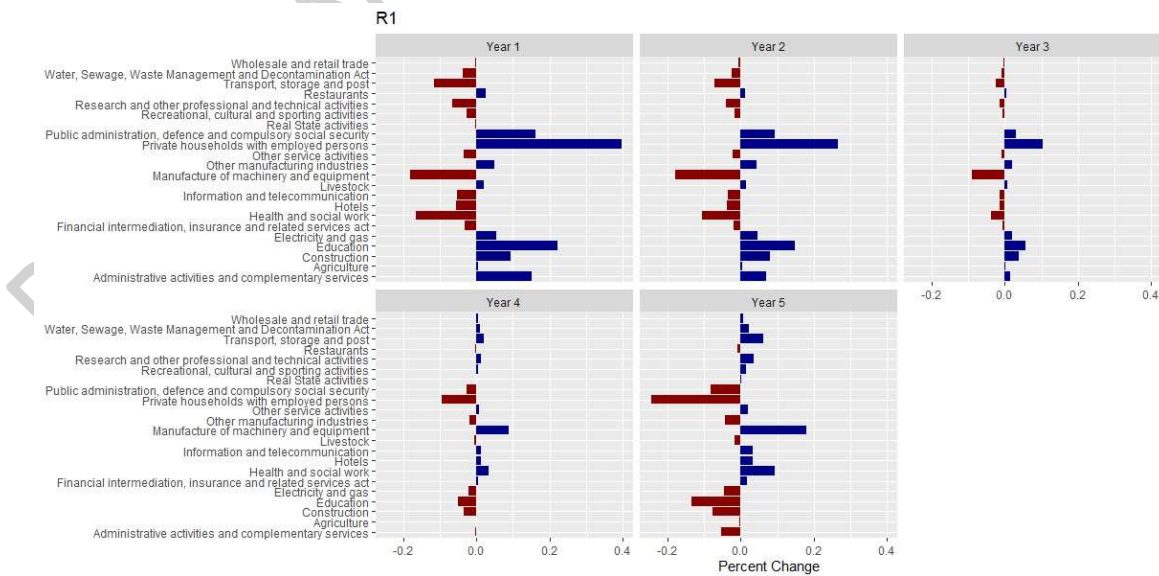 R1
Year 1
Year 2
Year 3
Wholesale and retail trade
Water, Sewage, Waste Management and Decontamination Act
Transport, storage and post
Restaurants
Research and other professional and technical activities
Recreational, cultural and sporting activities
Real State activities
Public administration, defence and compulsory social security
Private households with employed persons
Other service activities
Other manufacturing industries
Manufacture of machinery and equipment
Livestock
Information and telecommunication
Hotels
Health and social work
Financial intermediation, insurance and related services act
Electricity and gas
Education
Construction
Agriculture
Administrative activities and complementary services
-0.2 0.0 0.2 0.4
Year 4
Year 5
Wholesale and retail trade
Water, Sewage, Waste Management and Decontamination Act
Transport, storage and post
Restaurants
Research and other professional and technical activities
Recreational, cultural and sporting activities
Real State activities
Public administration, defence and compulsory social security
Private households with employed persons
Other service activities
Other manufacturing industries
Manufacture of machinery and equipment
Livestock
Information and telecommunication
Hotels
Health and social work
Financial intermediation, insurance and related services act
Electricity and gas
Education
Construction
Agriculture
Administrative activities and complementary services
-0.2 0.0 0.2 0.4 -0.2 0.0 0.2 0.4
Percent Change